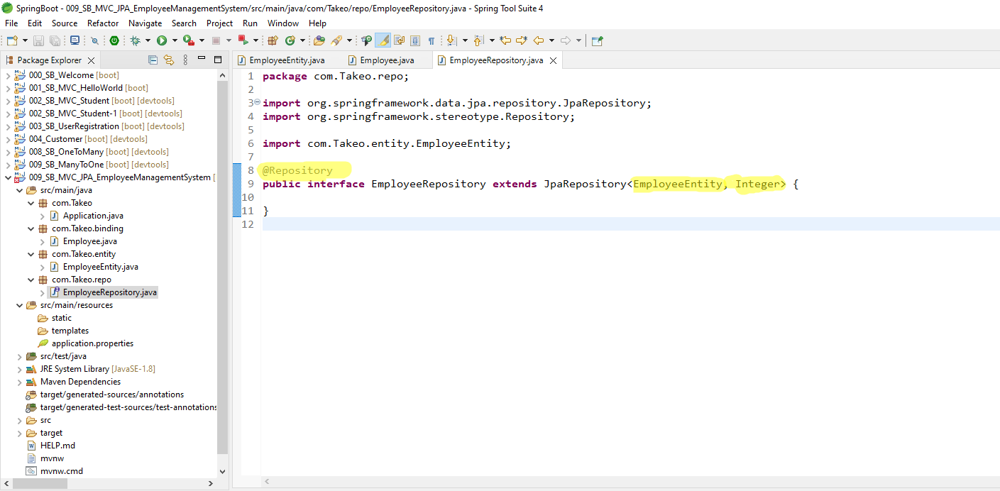 SpringBoot - 009_SB_MVC_JPA_EmployeeManagementSystem/src/main/java/com/Takeo/repo/EmployeeRepository.java - Spring Tool Suite 4
File Edit Source Refactor Navigate Search Project Run Window Help
Package Explorer
000_SB_Welcome [boot]
001_SB_MVC_HelloWorld [boot]
002_SB_MVC_Student [boot] [devtools]
002_SB_MVC_Student-1 [boot] [devtools]
003_SB_UserRegistration [boot] [devtools]
004_Customer [boot] [devtools]
008_SB_OneToMany [boot] [devtools]
009_SB_ManyToOne [boot] [devtools]
009_SB_MVC_JPA_EmployeeManagementSystem [
src/main/java
com.Takeo
Application.java
com.Takeo.binding
Employee.java
com.Takeo.entity
EmployeeEntity.java
com.Takeo.repo
EmployeeRepository.java
src/main/resources
static
templates
application.properties
src/test/java
JRE System Library [JavaSE-1.8]
Maven Dependencies
target/generated-sources/annotations
target/generated-test-sources/test-annotations
src
target
HELP.md
mvnw
mvnw.cmd
EmployeeEntity.java Employee.java EmployeeRepository.java
1 package com.Takeo.repo;
2
3 import org.springframework.data.jpa.repository.JpaRepository;
4 import org.springframework.stereotype.Repository;
5
6 import com.Takeo.entity.EmployeeEntity;
7
8 @Repository
9 public interface EmployeeRepository extends JpaRepository<EmployeeEntity, Integer> {
10
11 }
12